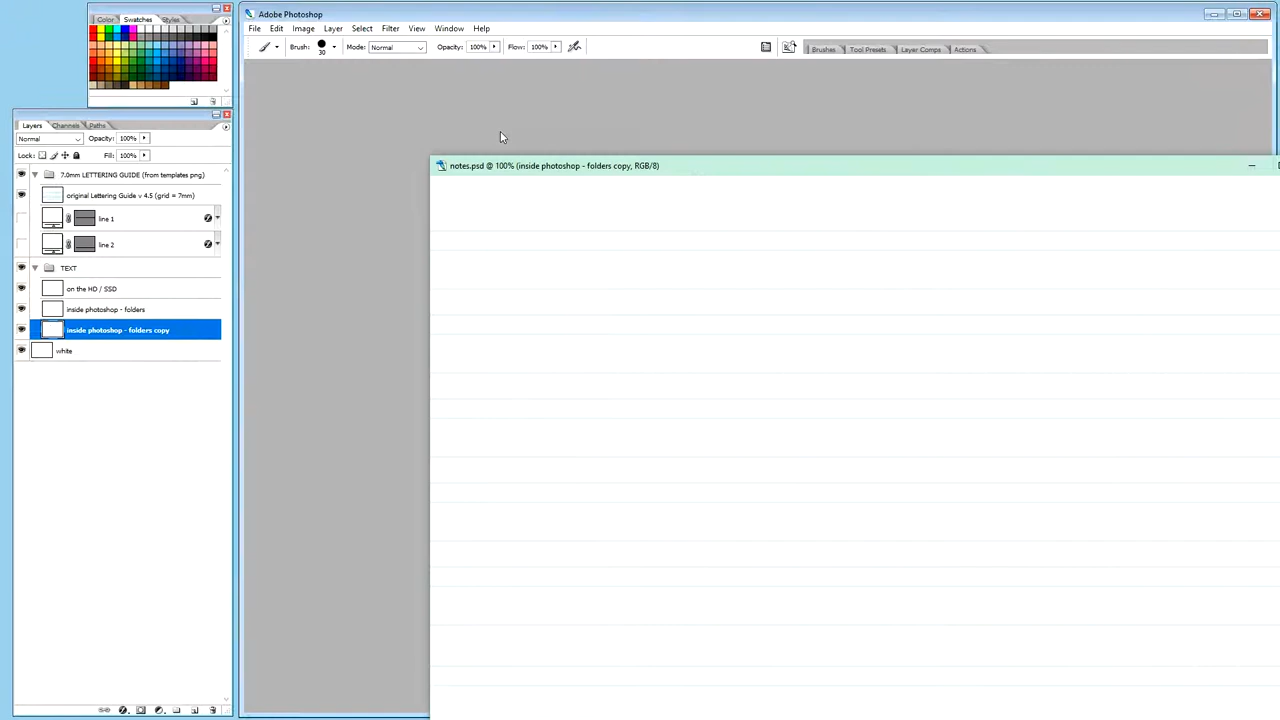 Color Swatches Styles
Adobe Photoshop
File Edit Image Layer Select Filter View Window Help
Brush: 30 Mode: Normal Opacity: 100% Flow: 100% Brushes Tool Presets Layer Comps Actions
Layers Channels Paths
Normal Opacity: 100%
Lock: Fill: 100%
7.0mm LETTERING GUIDE (from templates png)
original Lettering Guide v 4.5 (grid = 7mm)
line 1
line 2
TEXT
on the HD / SSD
inside photoshop - folders
inside photoshop - folders copy
white
notes.psd @ 100% (inside photoshop - folders copy, RGB/8)